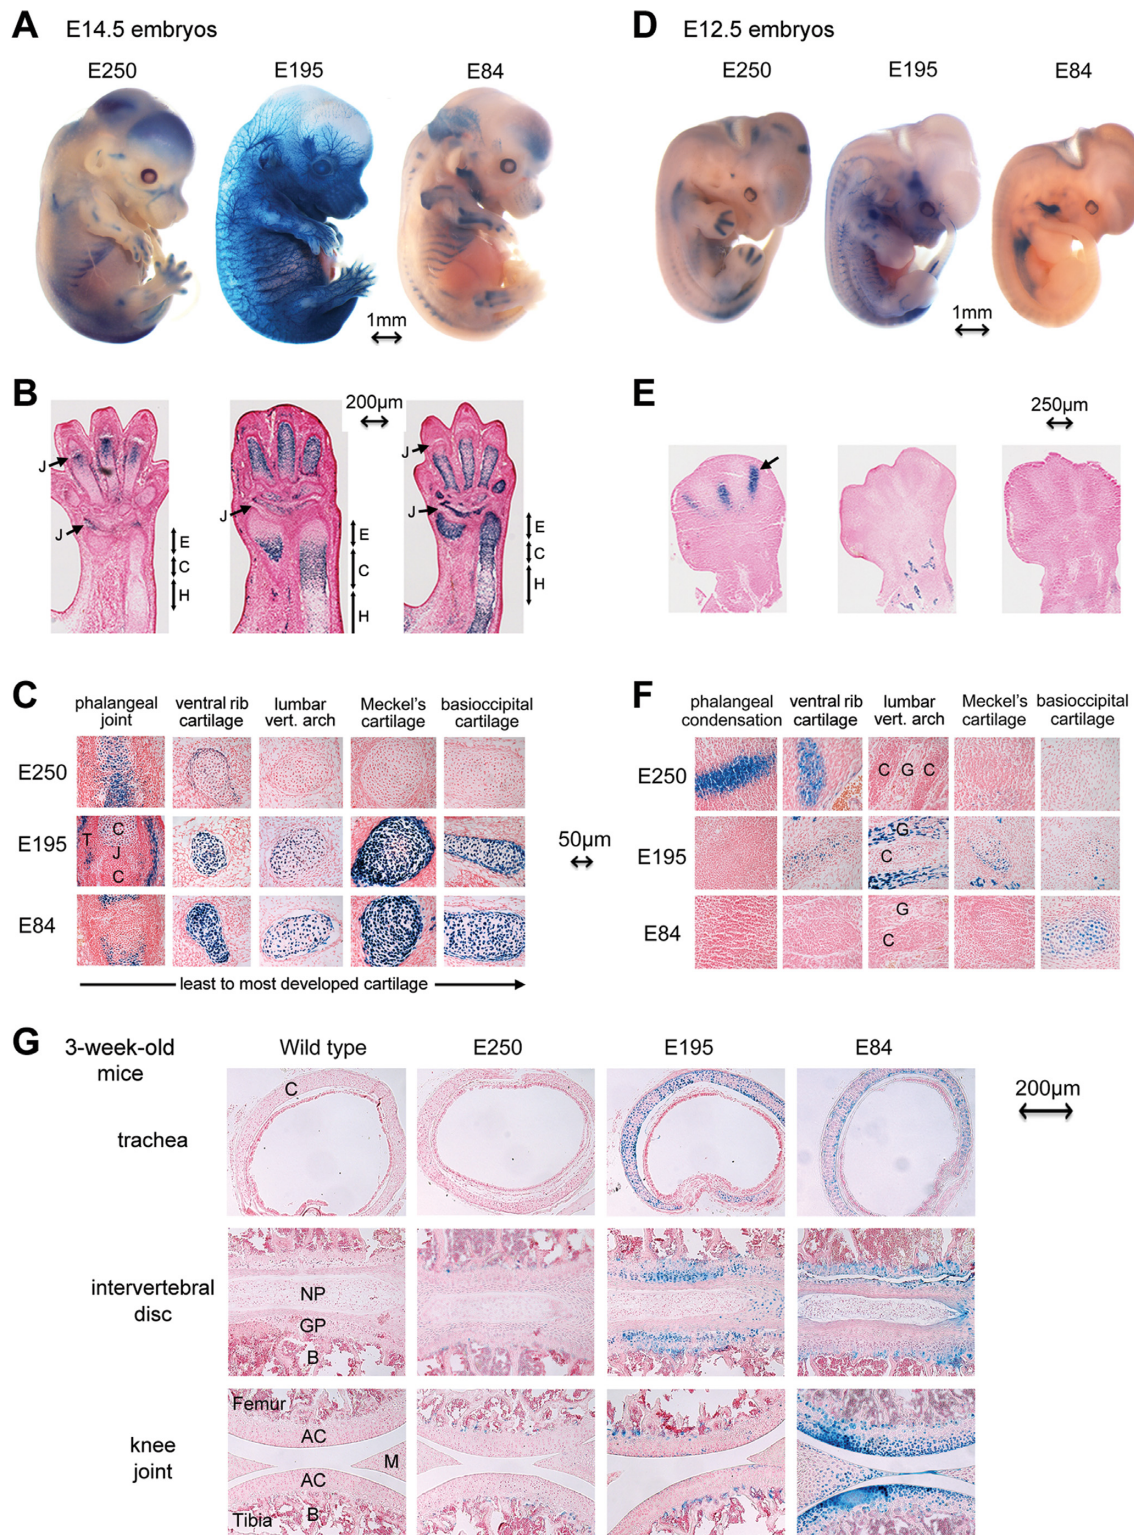 A E14.5 embryos
E250 E195 E84
1mm
D E12.5 embryos
E250 E195 E84
1mm
B
200µm
J
J
E
C
H
J
E
C
H
J
J
E
C
H
E
250µm
C
phalangeal joint
ventral rib cartilage
lumbar vert. arch
Meckel's cartilage
basioccipital cartilage
E250
E195
T
C
J
C
E84
least to most developed cartilage
50µm
F
phalangeal condensation
ventral rib cartilage
lumbar vert. arch
Meckel's cartilage
basioccipital cartilage
E250
C G C
E195
G
C
E84
G
C
G 3-week-old mice
Wild type E250 E195 E84
200µm
trachea
C
intervertebral disc
NP
GP
B
knee joint
Femur
AC
M
AC
B
Tibia